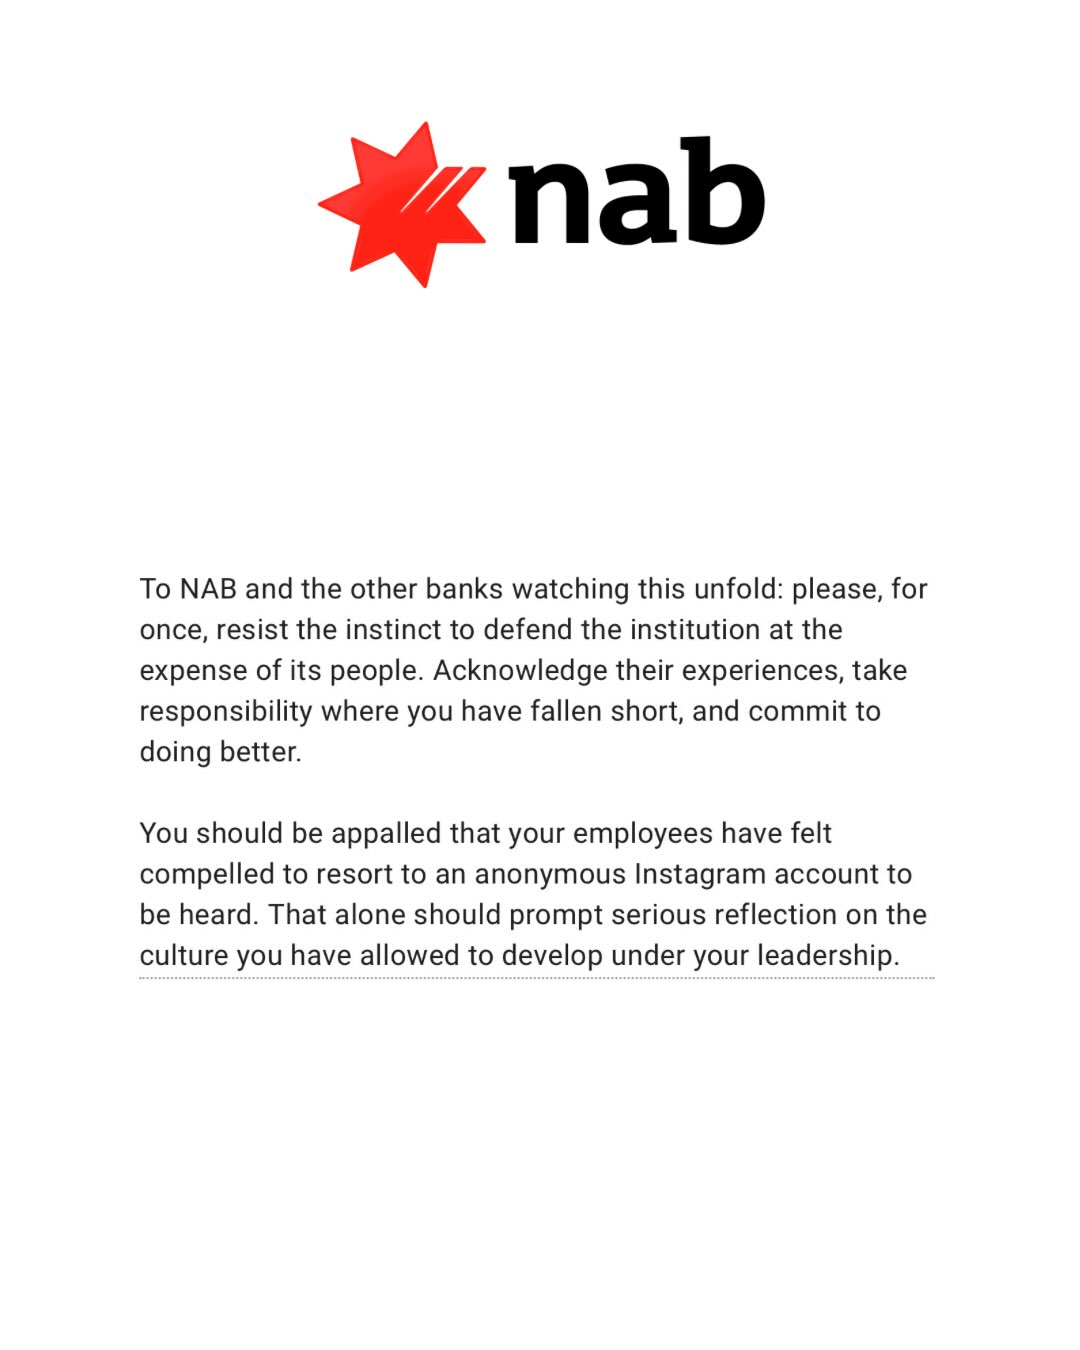 nab
To NAB and the other banks watching this unfold: please, for
once, resist the instinct to defend the institution at the
expense of its people. Acknowledge their experiences, take
responsibility where you have fallen short, and commit to
doing better.
You should be appalled that your employees have felt
compelled to resort to an anonymous Instagram account to
be heard. That alone should prompt serious reflection on the
culture you have allowed to develop under your leadership.